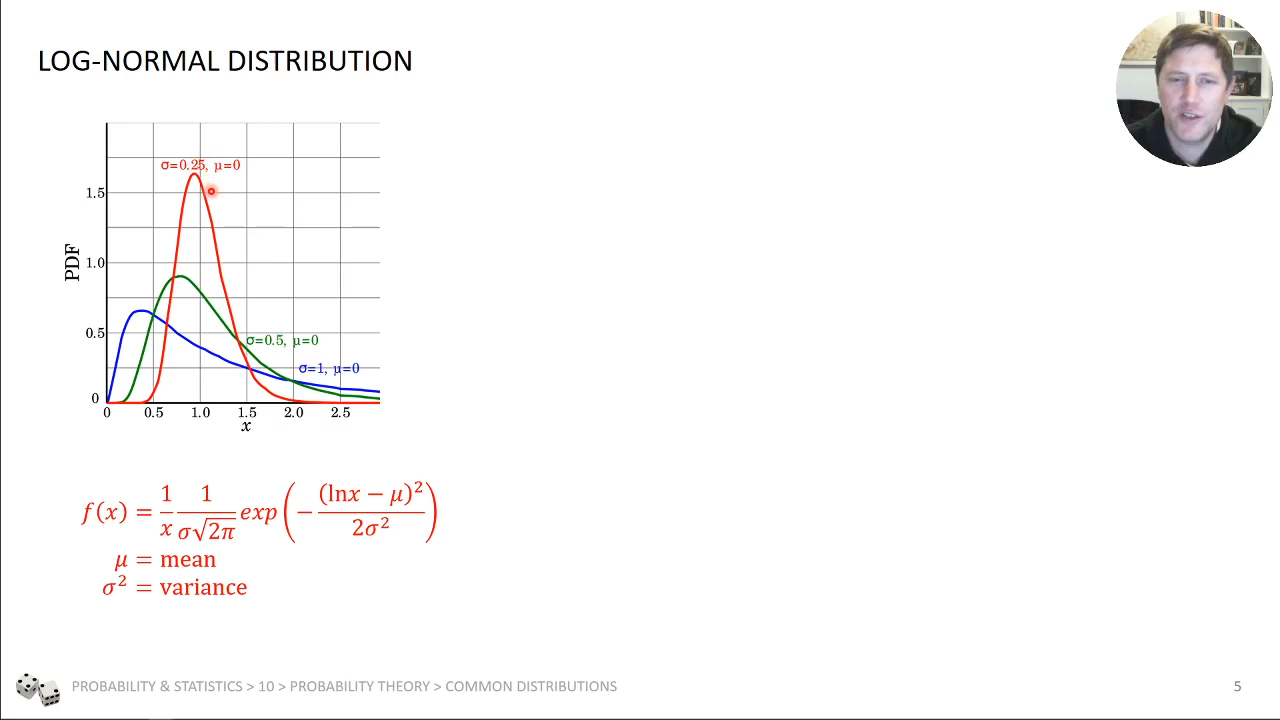 LOG-NORMAL DISTRIBUTION
σ=0.25, μ=0
1.5
PDF
1.0
σ=0.5, μ=0
0.5
σ=1, μ=0
0
0 0.5 1.0 1.5 2.0 2.5
x
f(x) = 1/x 1/(σ√2π) exp(−(lnx − μ)²/2σ²)
μ = mean
σ² = variance
PROBABILITY & STATISTICS > 10 > PROBABILITY THEORY > COMMON DISTRIBUTIONS
5